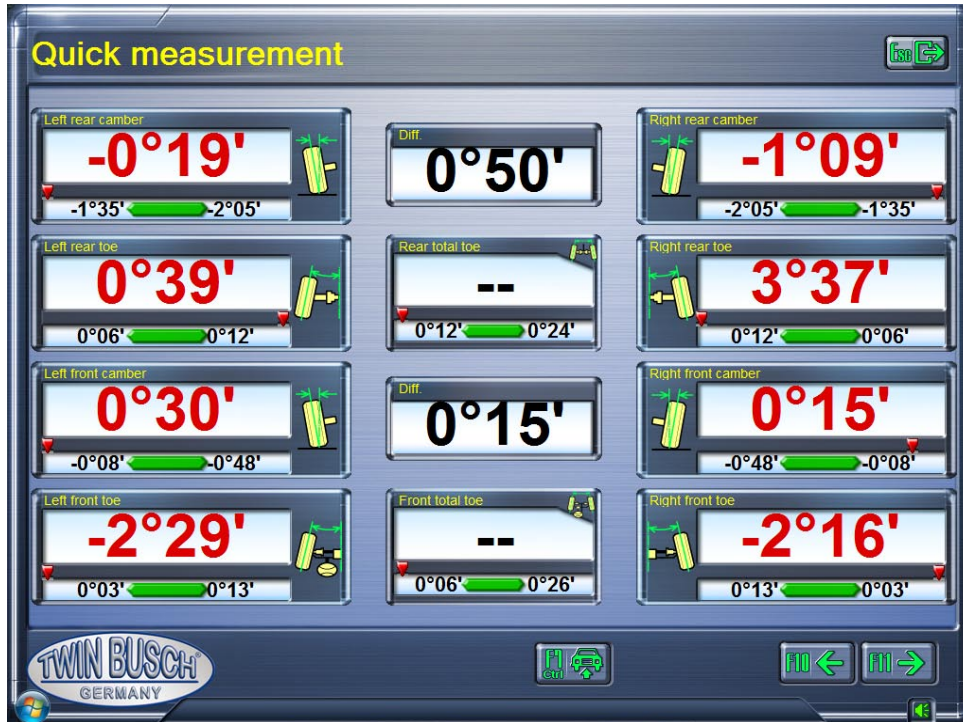 Quick measurement
Esc
Left rear camber
-0°19'
-1°35' -2°05'
Diff.
0°50'
Right rear camber
-1°09'
-2°05' -1°35'
Left rear toe
0°39'
0°06' 0°12'
Rear total toe
--
0°12' 0°24'
Right rear toe
3°37'
0°12' 0°06'
Left front camber
0°30'
-0°08' -0°48'
Diff.
0°15'
Right front camber
0°15'
-0°48' -0°08'
Left front toe
-2°29'
0°03' 0°13'
Front total toe
--
0°06' 0°26'
Right front toe
-2°16'
0°13' 0°03'
TWIN BUSCH
GERMANY
F1
Ctrl
F10
F11